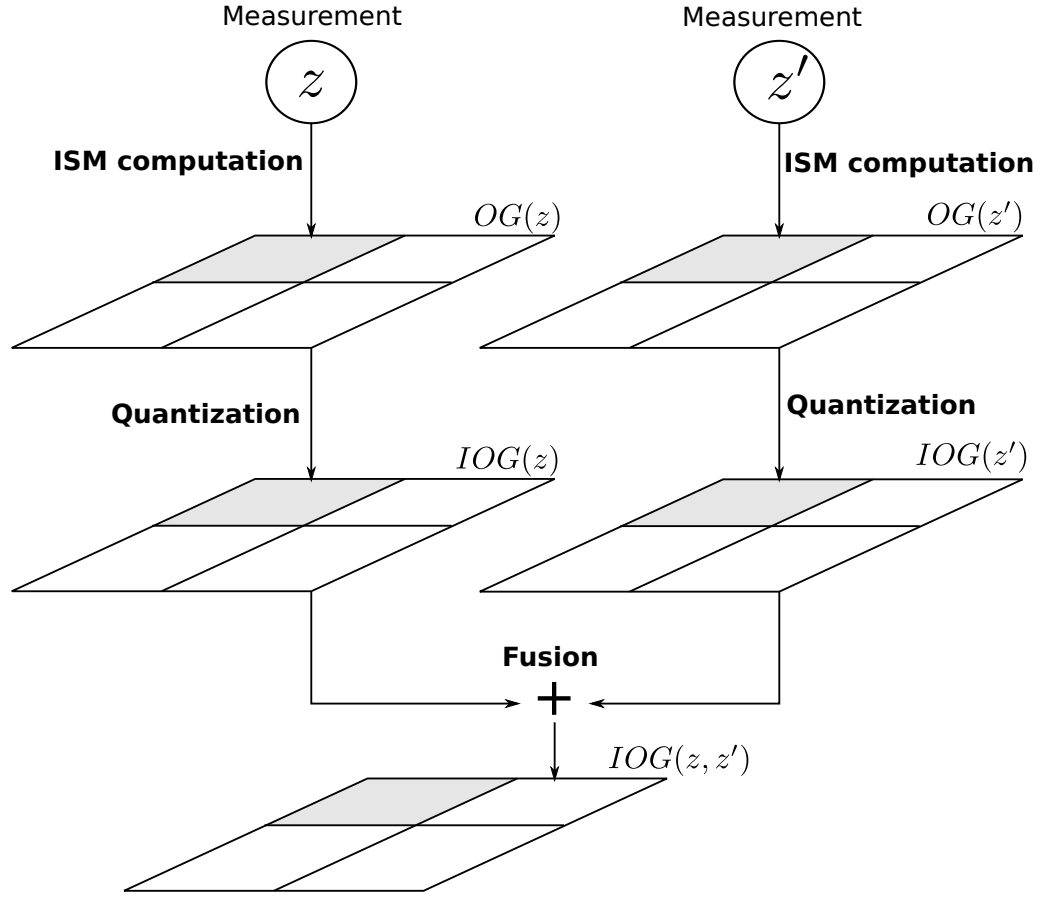 Measurement
Measurement
z
z′
ISM computation
ISM computation
OG(z)
OG(z′)
Quantization
Quantization
IOG(z)
IOG(z′)
Fusion
+
IOG(z, z′)